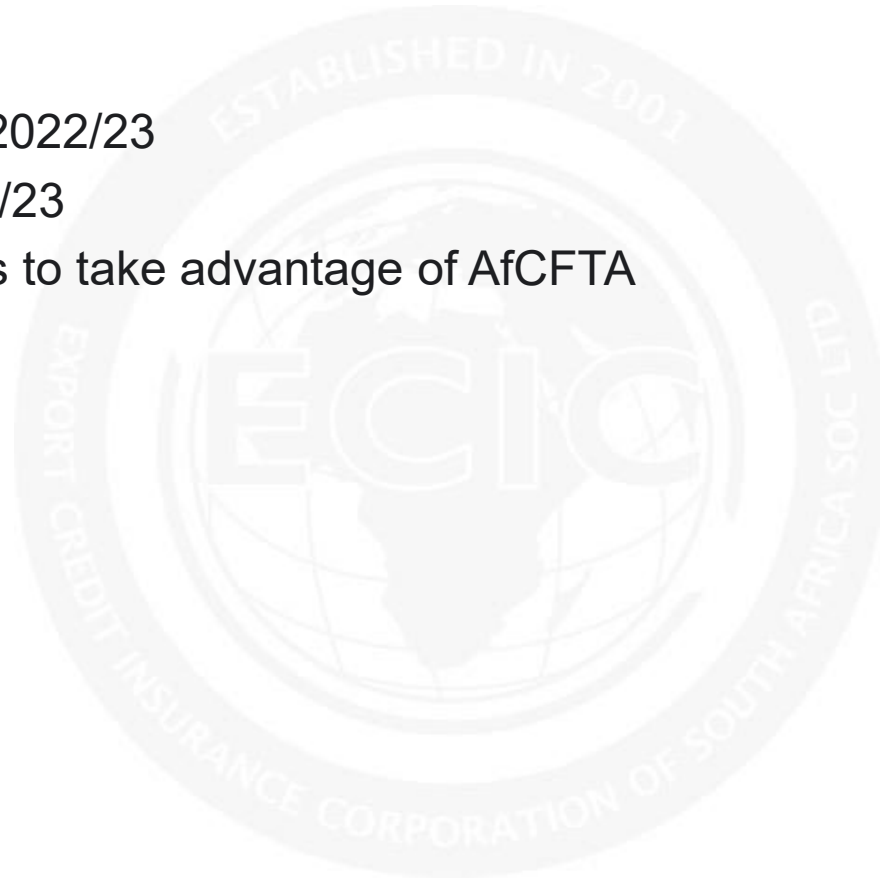 2022/23
/23
s to take advantage of AfCFTA
ESTABLISHED IN 2001
ECIC
EXPORT CREDIT INSURANCE CORPORATION OF SOUTH AFRICA SOC LTD